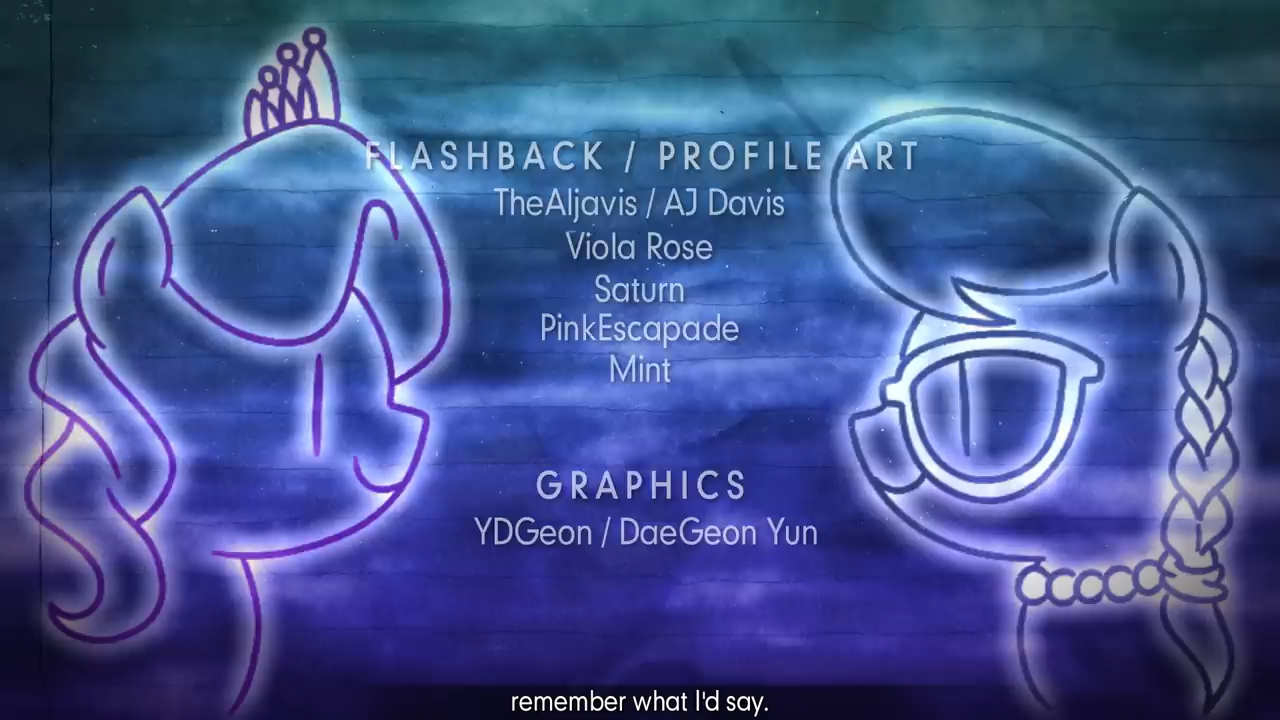 FLASHBACK / PROFILE ART
TheAljavis / AJ Davis
Viola Rose
Saturn
PinkEscapade
Mint
GRAPHICS
YDGeon / DaeGeon Yun
remember what I'd say.